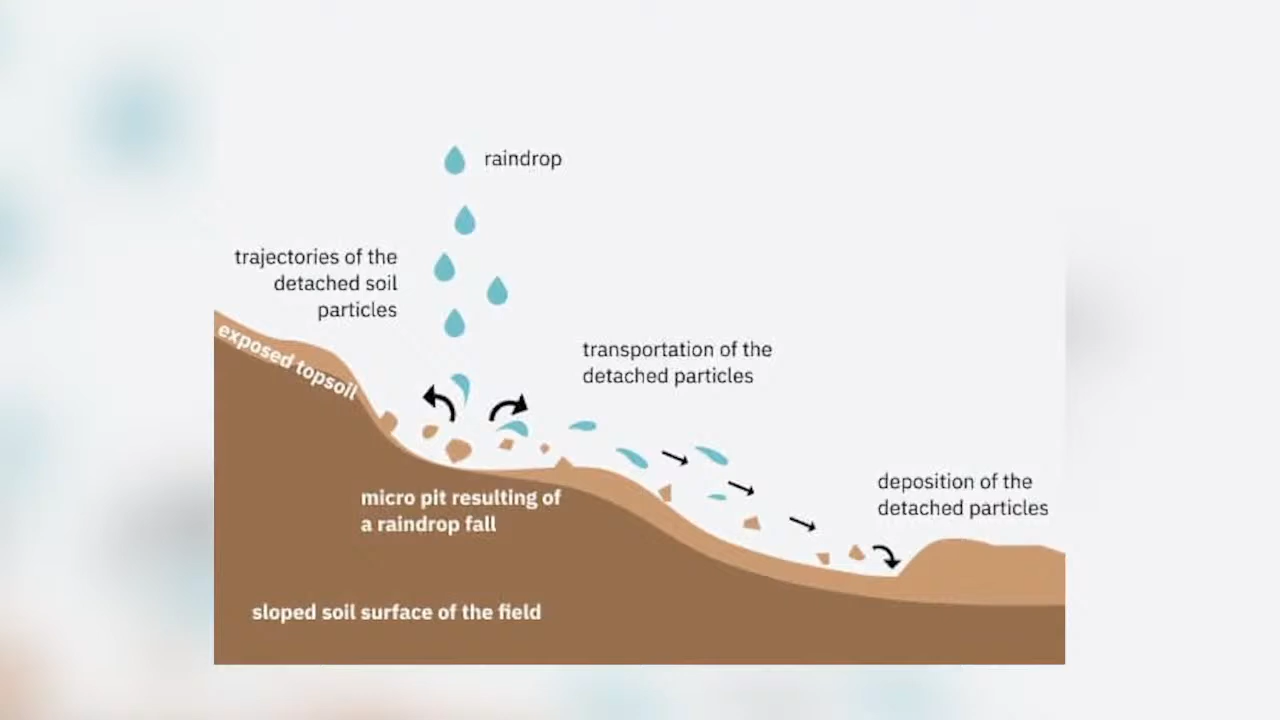 raindrop
trajectories of the
detached soil
particles
exposed topsoil
transportation of the
detached particles
micro pit resulting of
a raindrop fall
deposition of the
detached particles
sloped soil surface of the field